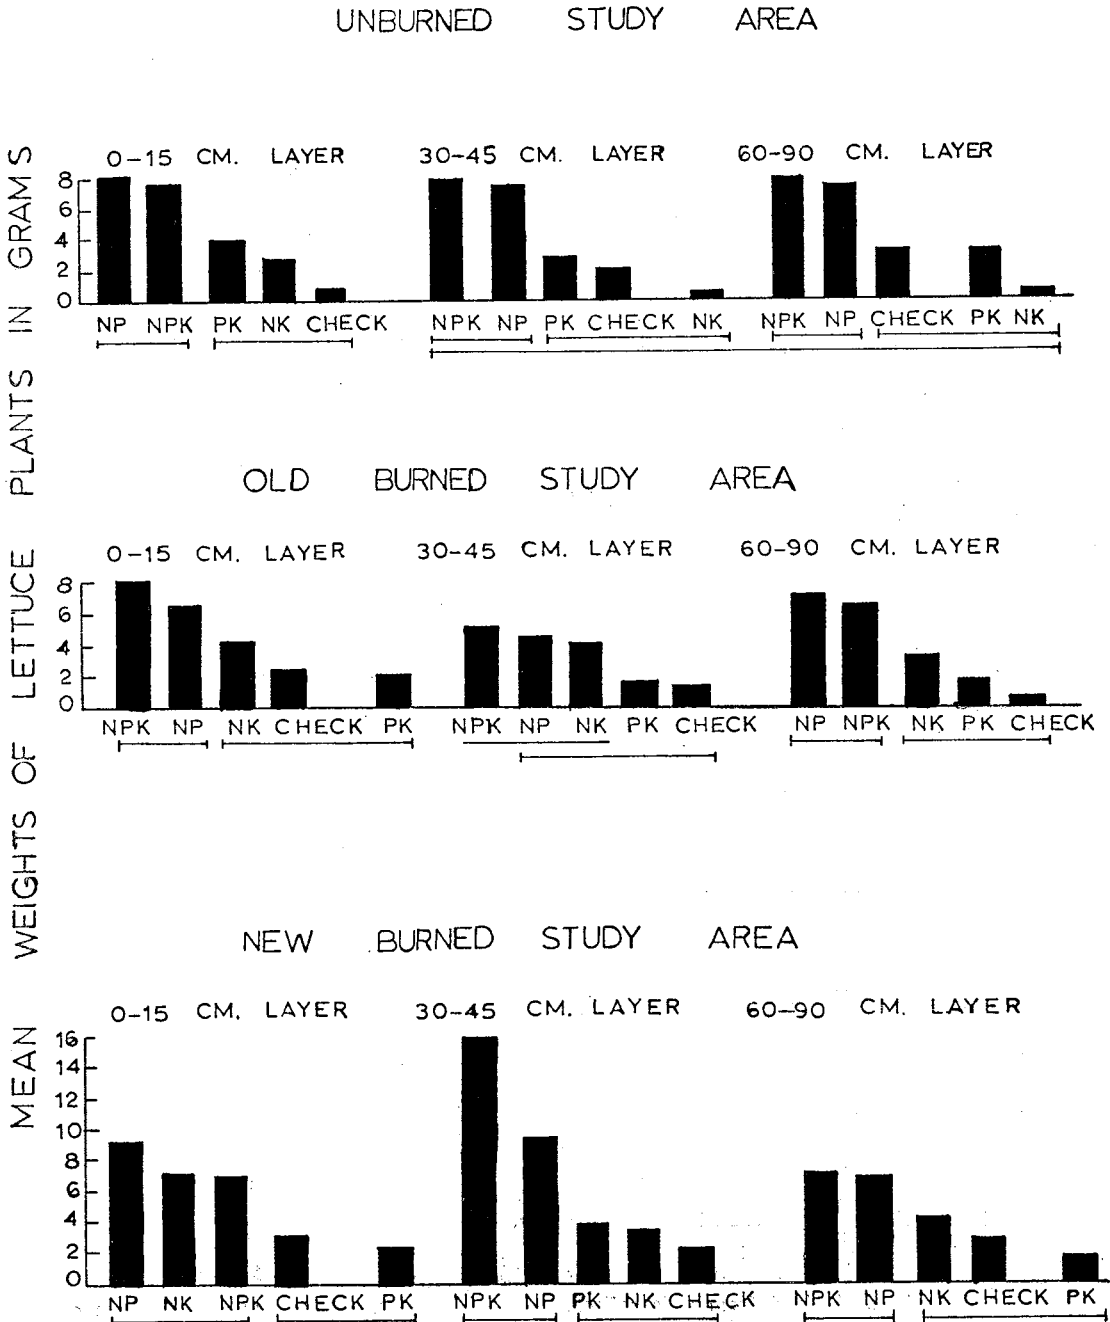 UNBURNED STUDY AREA
MEAN WEIGHTS OF LETTUCE PLANTS IN GRAMS
0-15 CM. LAYER 30-45 CM. LAYER 60-90 CM. LAYER
8
6
4
2
0
NP NPK PK NK CHECK NPK NP PK CHECK NK NPK NP CHECK PK NK
OLD BURNED STUDY AREA
0-15 CM. LAYER 30-45 CM. LAYER 60-90 CM. LAYER
8
6
4
2
0
NPK NP NK CHECK PK NPK NP NK PK CHECK NP NPK NK PK CHECK
NEW BURNED STUDY AREA
0-15 CM. LAYER 30-45 CM. LAYER 60-90 CM. LAYER
16
14
12
10
8
6
4
2
0
NP NK NPK CHECK PK NPK NP PK NK CHECK NPK NP NK CHECK PK